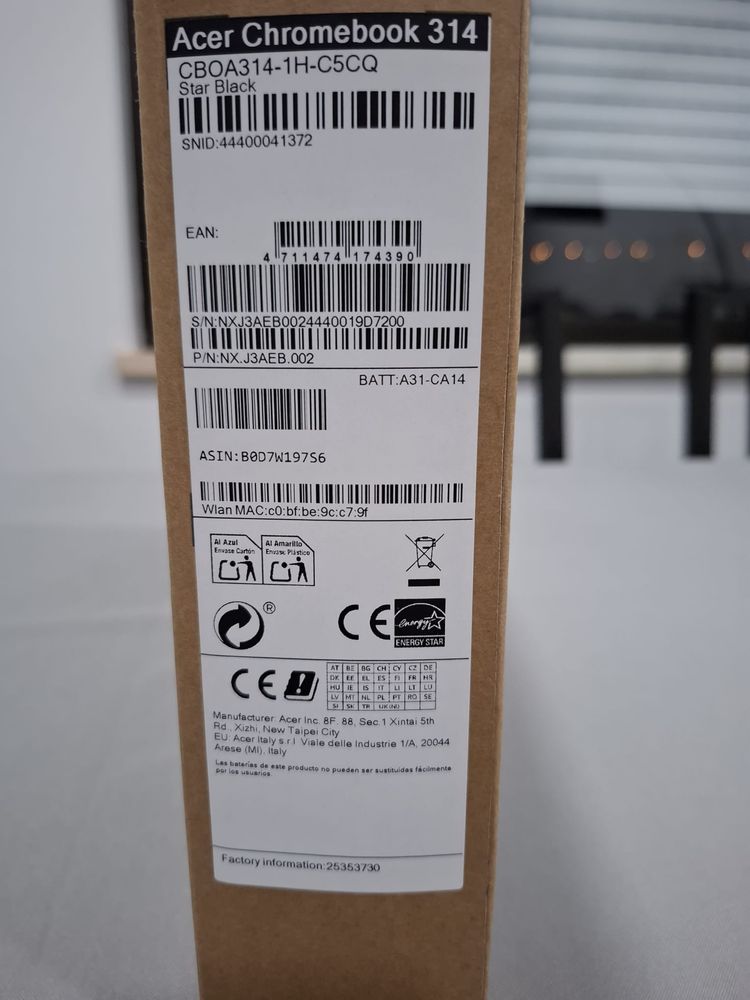 Acer Chromebook 314
CBOA314-1H-C5CQ
Star Black
SNID:44400041372
EAN:
4 711474 174390
S/N:NXJ3AEB0024440019D7200
P/N:NX.J3AEB.002
BATT:A31-CA14
ASIN:B0D7W197S6
Wlan MAC:c0:bf:be:9c:c7:9f
Al Azul
Envase Cartón
Al Amarillo
Envase Plástico
®
CE
energy
ENERGY STAR
CE
AT BE BG CH CY CZ DE
DK EE EL ES FI FR HR
HU IE IS IT LI LT LU
LV MT NL PL PT RO SE
SI SK TR UK(NI)
Manufacturer: Acer Inc. 8F. 88, Sec.1 Xintai 5th
Rd., Xizhi, New Taipei City
EU: Acer Italy s.r.l Viale delle Industrie 1/A, 20044
Arese (MI), Italy
Las baterías de este producto no pueden ser sustituidas fácilmente
por los usuarios
Factory information:25353730